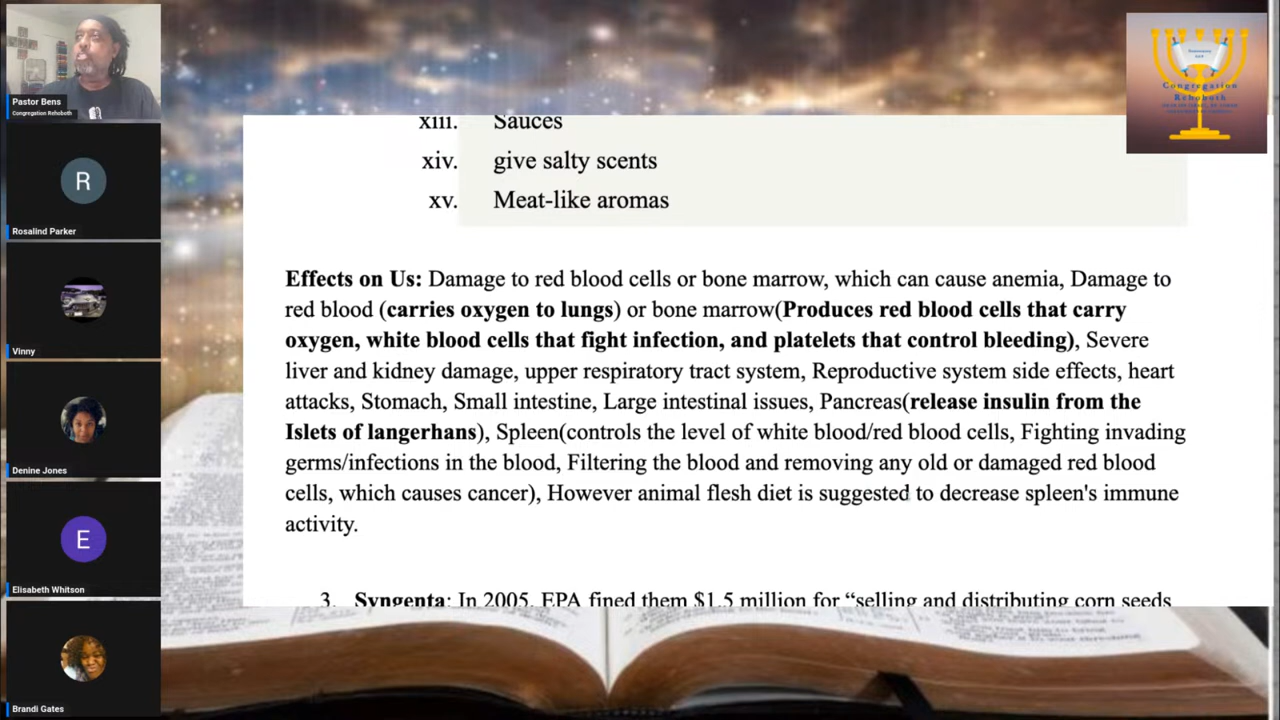 Pastor Bens
Congregation Rehoboth
R
Rosalind Parker
Vinny
Denine Jones
E
Elisabeth Whitson
Brandi Gates
Congregation
Rehoboth
xiii. Sauces
xiv. give salty scents
xv. Meat-like aromas
Effects on Us: Damage to red blood cells or bone marrow, which can cause anemia, Damage to
red blood (carries oxygen to lungs) or bone marrow(Produces red blood cells that carry
oxygen, white blood cells that fight infection, and platelets that control bleeding), Severe
liver and kidney damage, upper respiratory tract system, Reproductive system side effects, heart
attacks, Stomach, Small intestine, Large intestinal issues, Pancreas(release insulin from the
Islets of langerhans), Spleen(controls the level of white blood/red blood cells, Fighting invading
germs/infections in the blood, Filtering the blood and removing any old or damaged red blood
cells, which causes cancer), However animal flesh diet is suggested to decrease spleen's immune
activity.
3. Syngenta: In 2005, EPA fined them $1.5 million for “selling and distributing corn seeds